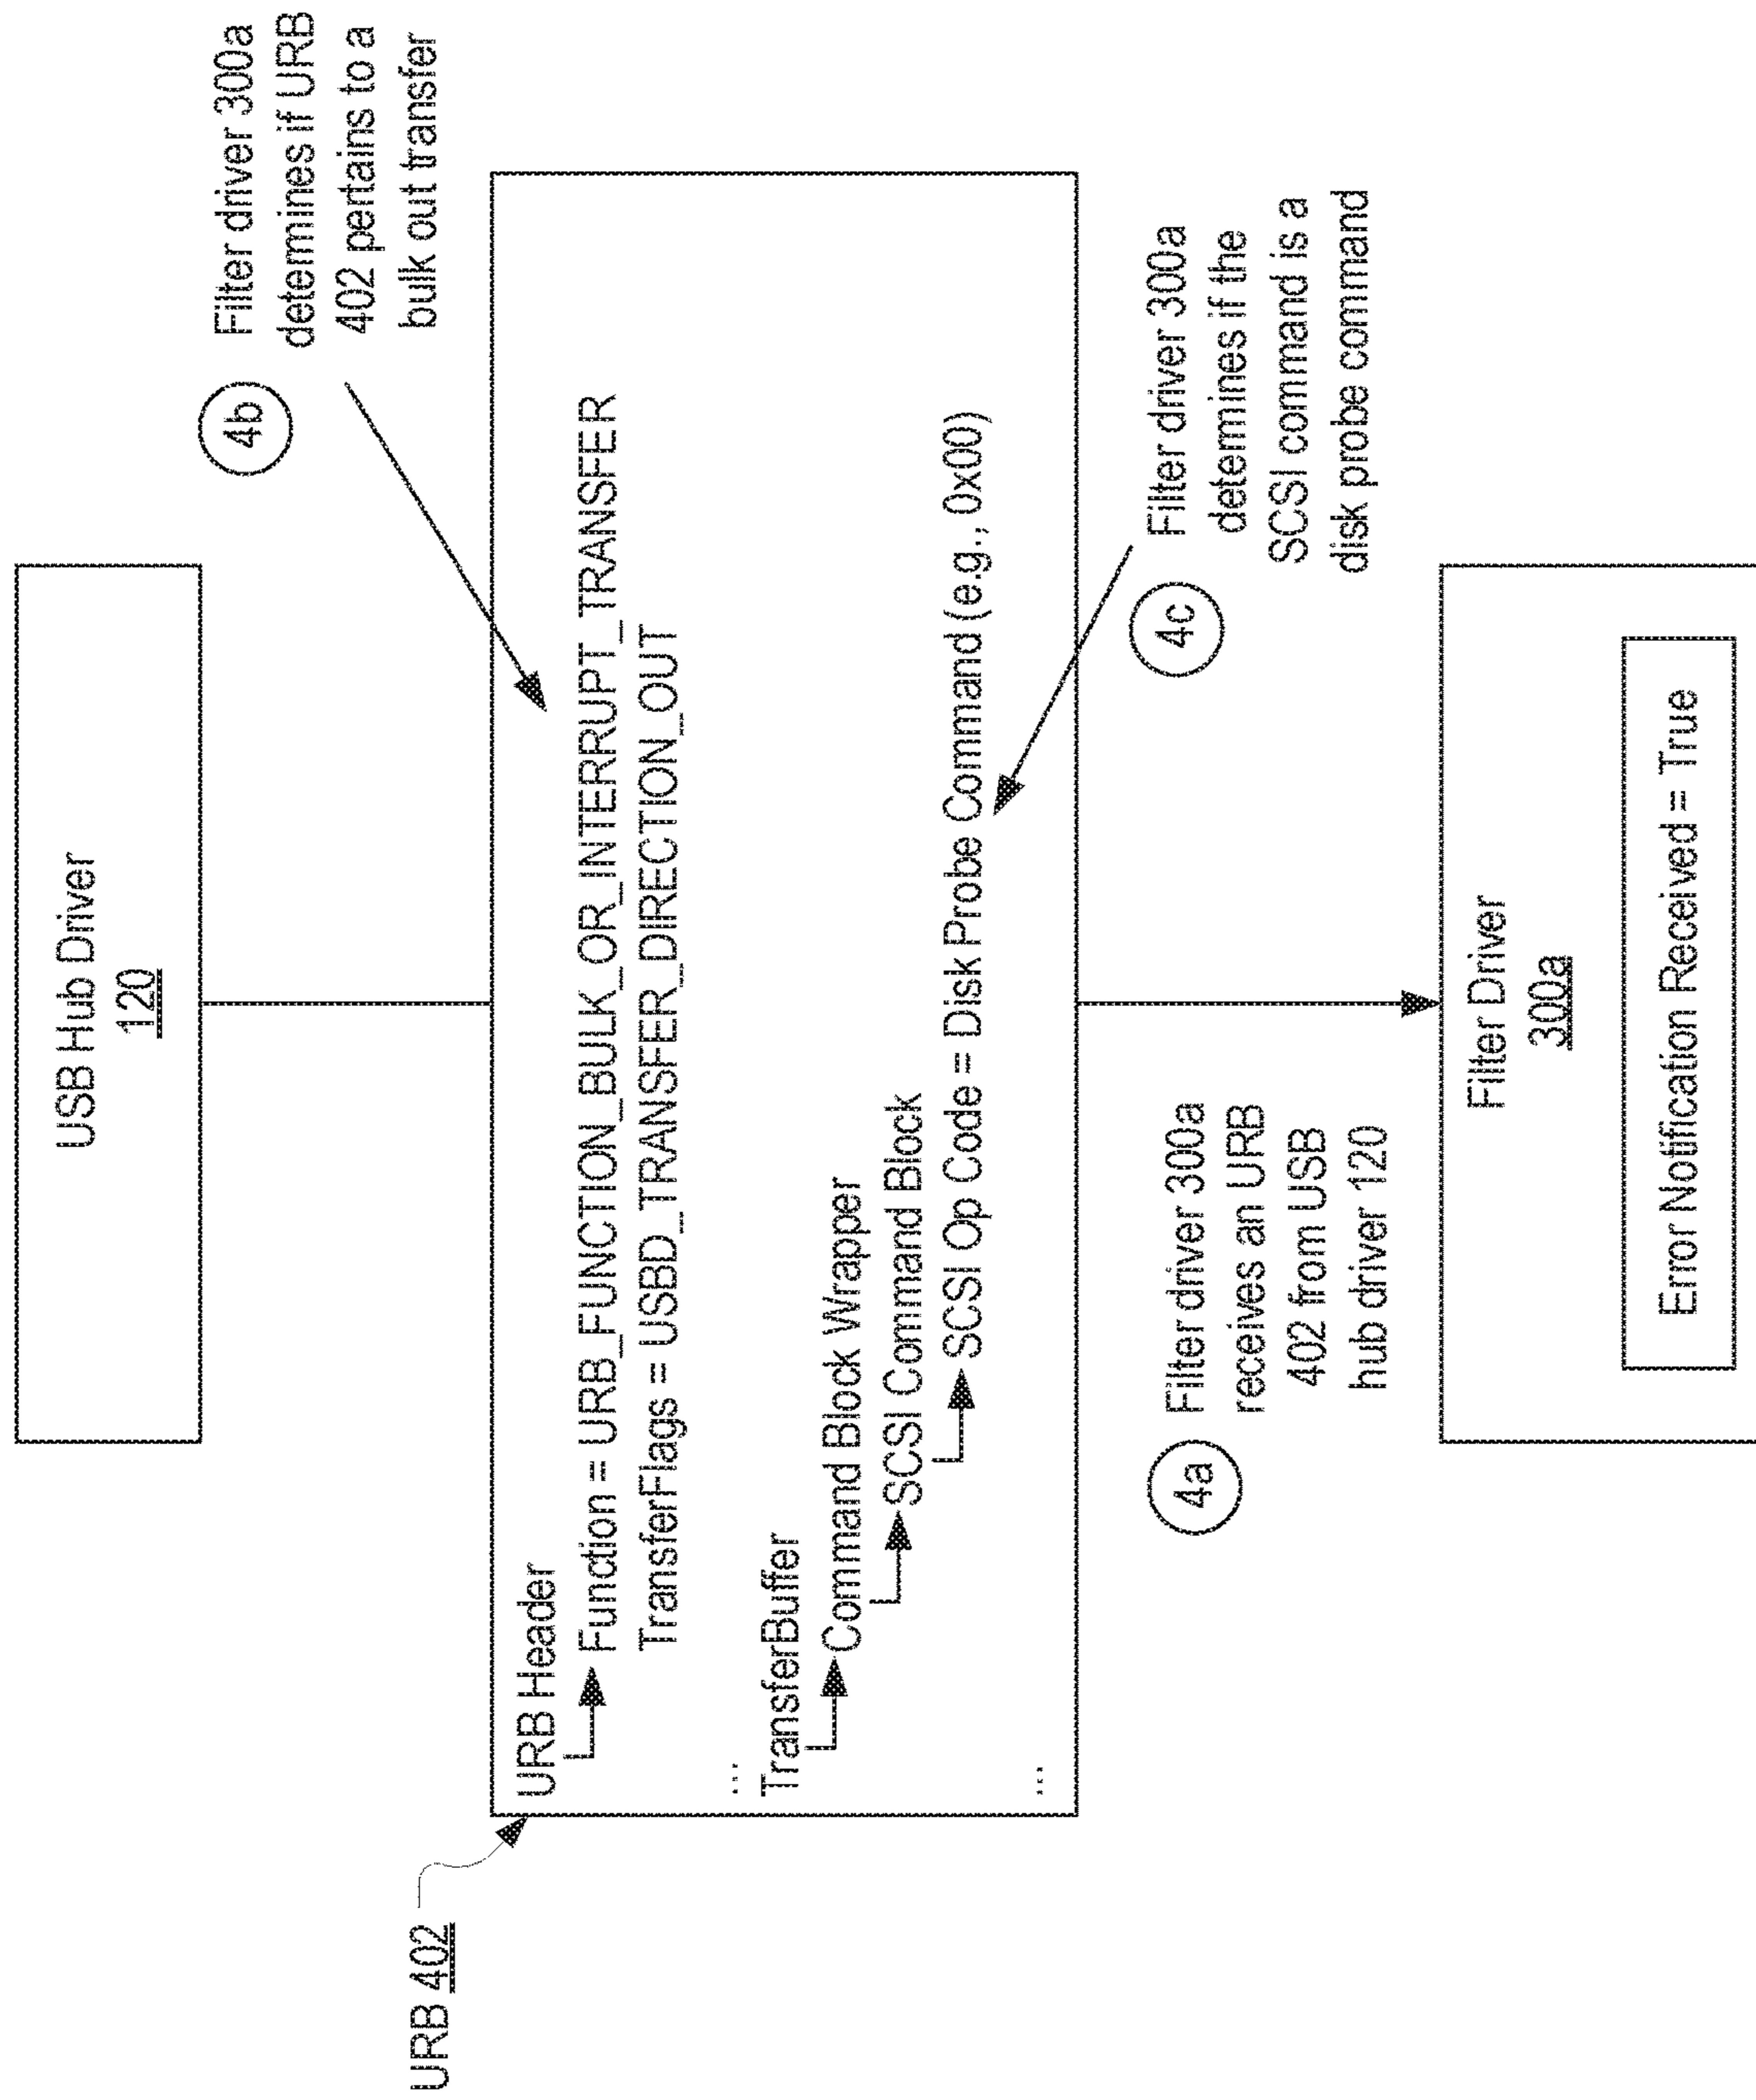 USB Hub Driver
120
4b
Filter driver 300a
determines if URB
402 pertains to a
bulk out transfer
URB 402
URB Header
Function = URB_FUNCTION_BULK_OR_INTERRUPT_TRANSFER
TransferFlags = USBD_TRANSFER_DIRECTION_OUT
...
TransferBuffer
Command Block Wrapper
SCSI Command Block
SCSI Op Code = Disk Probe Command (e.g., 0x00)
...
4a
Filter driver 300a
receives an URB
402 from USB
hub driver 120
4c
Filter driver 300a
determines if the
SCSI command is a
disk probe command
Filter Driver
300a
Error Notification Received = True